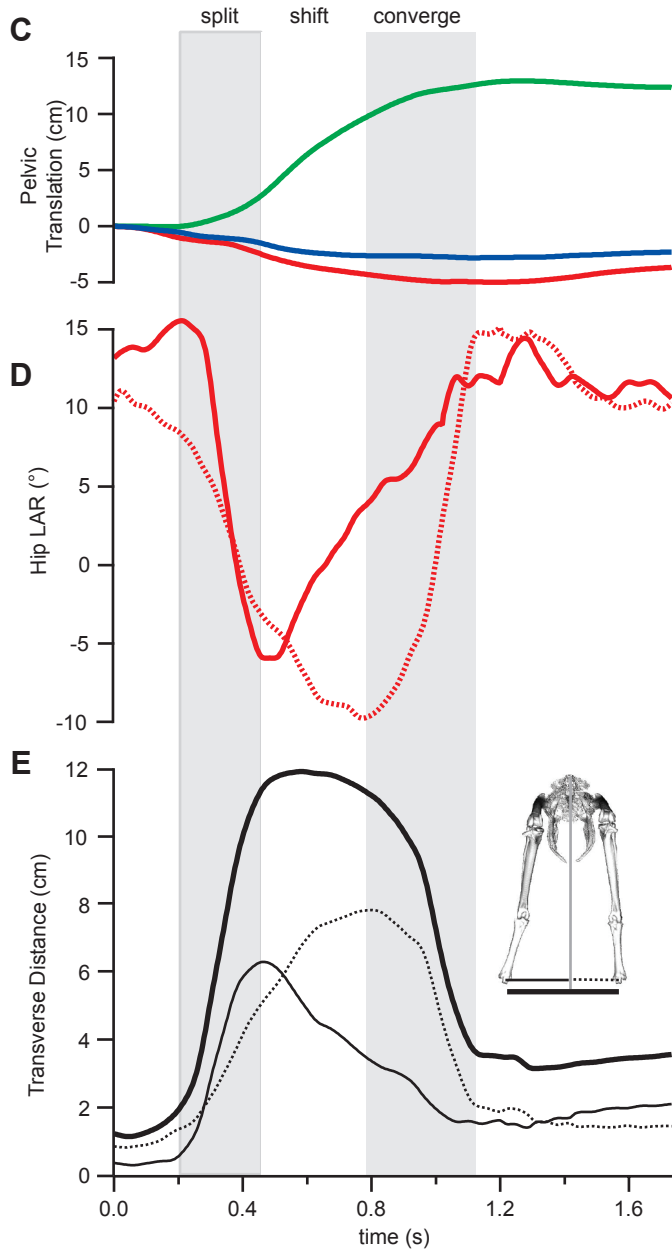 split shift converge
C
15
10
5
0
-5
Pelvic
Translation (cm)
D
15
10
5
0
-5
-10
Hip LAR (°)
E
12
10
8
6
4
2
0
Transverse Distance (cm)
0.0 0.4 0.8 1.2 1.6
time (s)